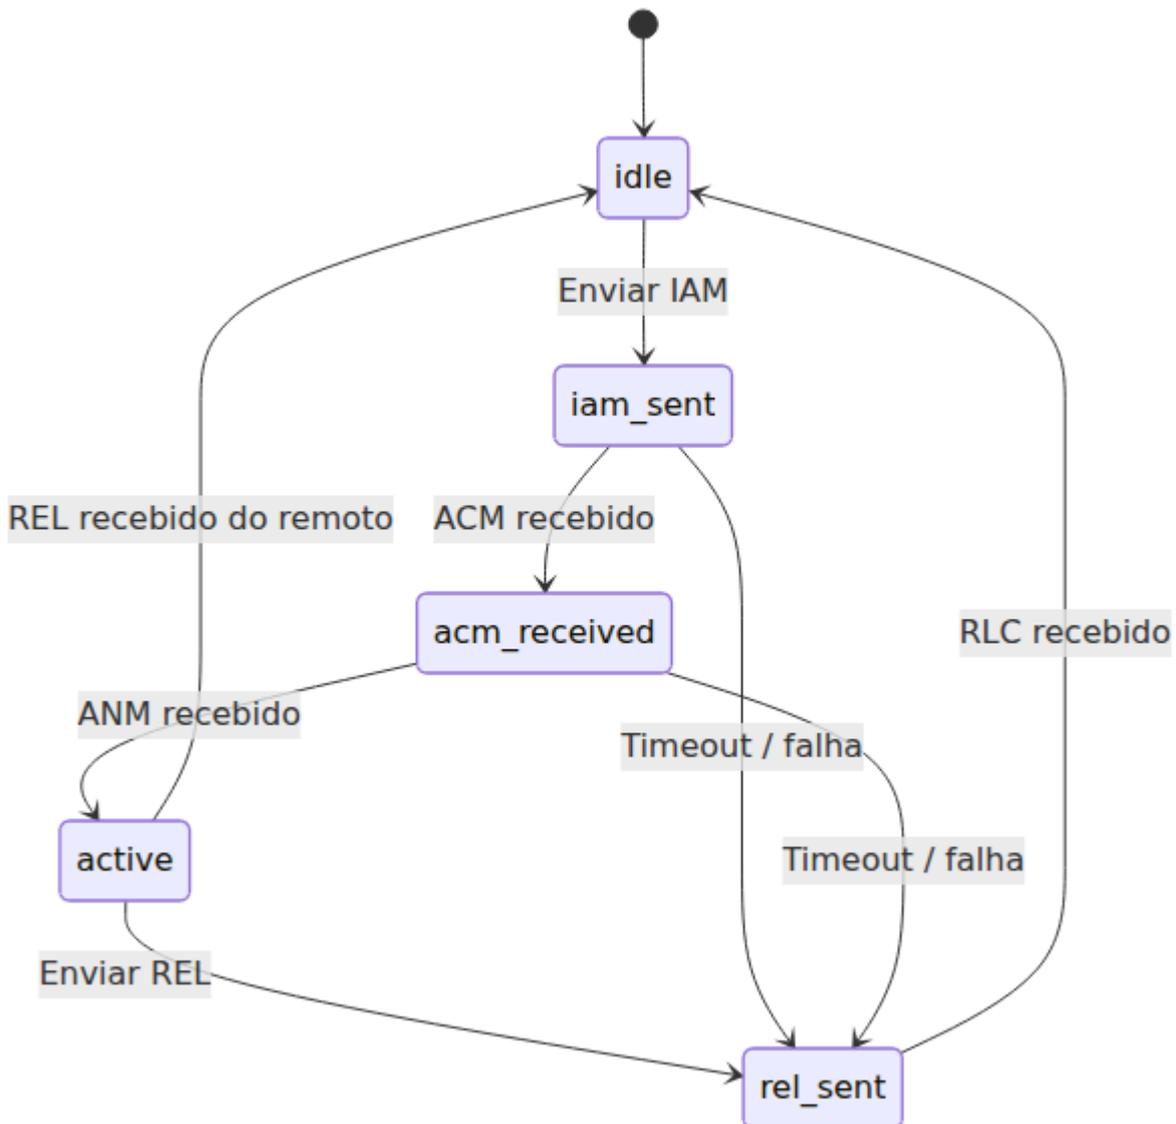 idle
Enviar IAM
iam_sent
REL recebido do remoto
ACM recebido
acm_received
RLC recebido
ANM recebido
Timeout / falha
active
Timeout / falha
Enviar REL
rel_sent